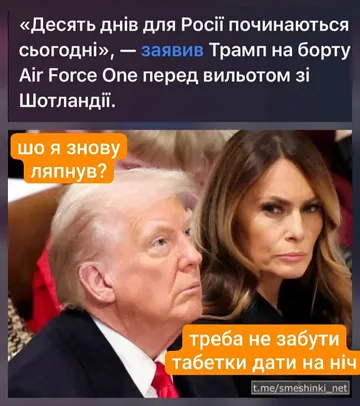 «Десять днів для Росії починаються
сьогодні», — заявив Трамп на борту
Air Force One перед вильотом зі
Шотландії.
шо я знову
ляпнув?
треба не забути
табетки дати на ніч
t.me/smeshinki_net